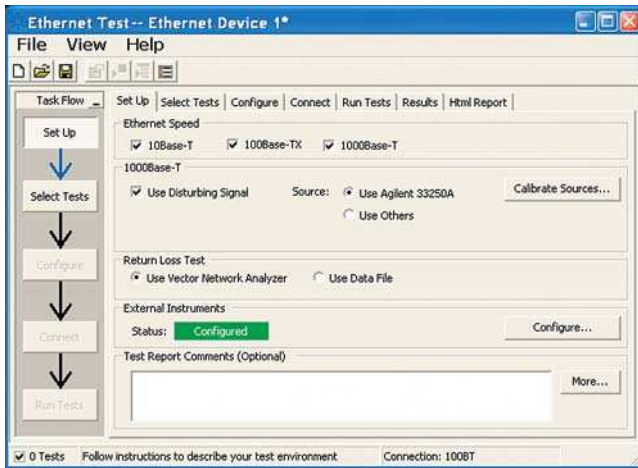 Ethernet Test -- Ethernet Device 1*
File View Help
Task Flow
Set Up
Select Tests
Configure
Connect
Run Tests
Set Up Select Tests Configure Connect Run Tests Results Html Report
Ethernet Speed
10Base-T 100Base-TX 1000Base-T
1000Base-T
Use Disturbing Signal Source: Use Agilent 33250A Calibrate Sources...
Use Others
Return Loss Test
Use Vector Network Analyzer Use Data File
External Instruments
Status: Configured Configure...
Test Report Comments (Optional)
More...
0 Tests Follow instructions to describe your test environment Connection: 100BT